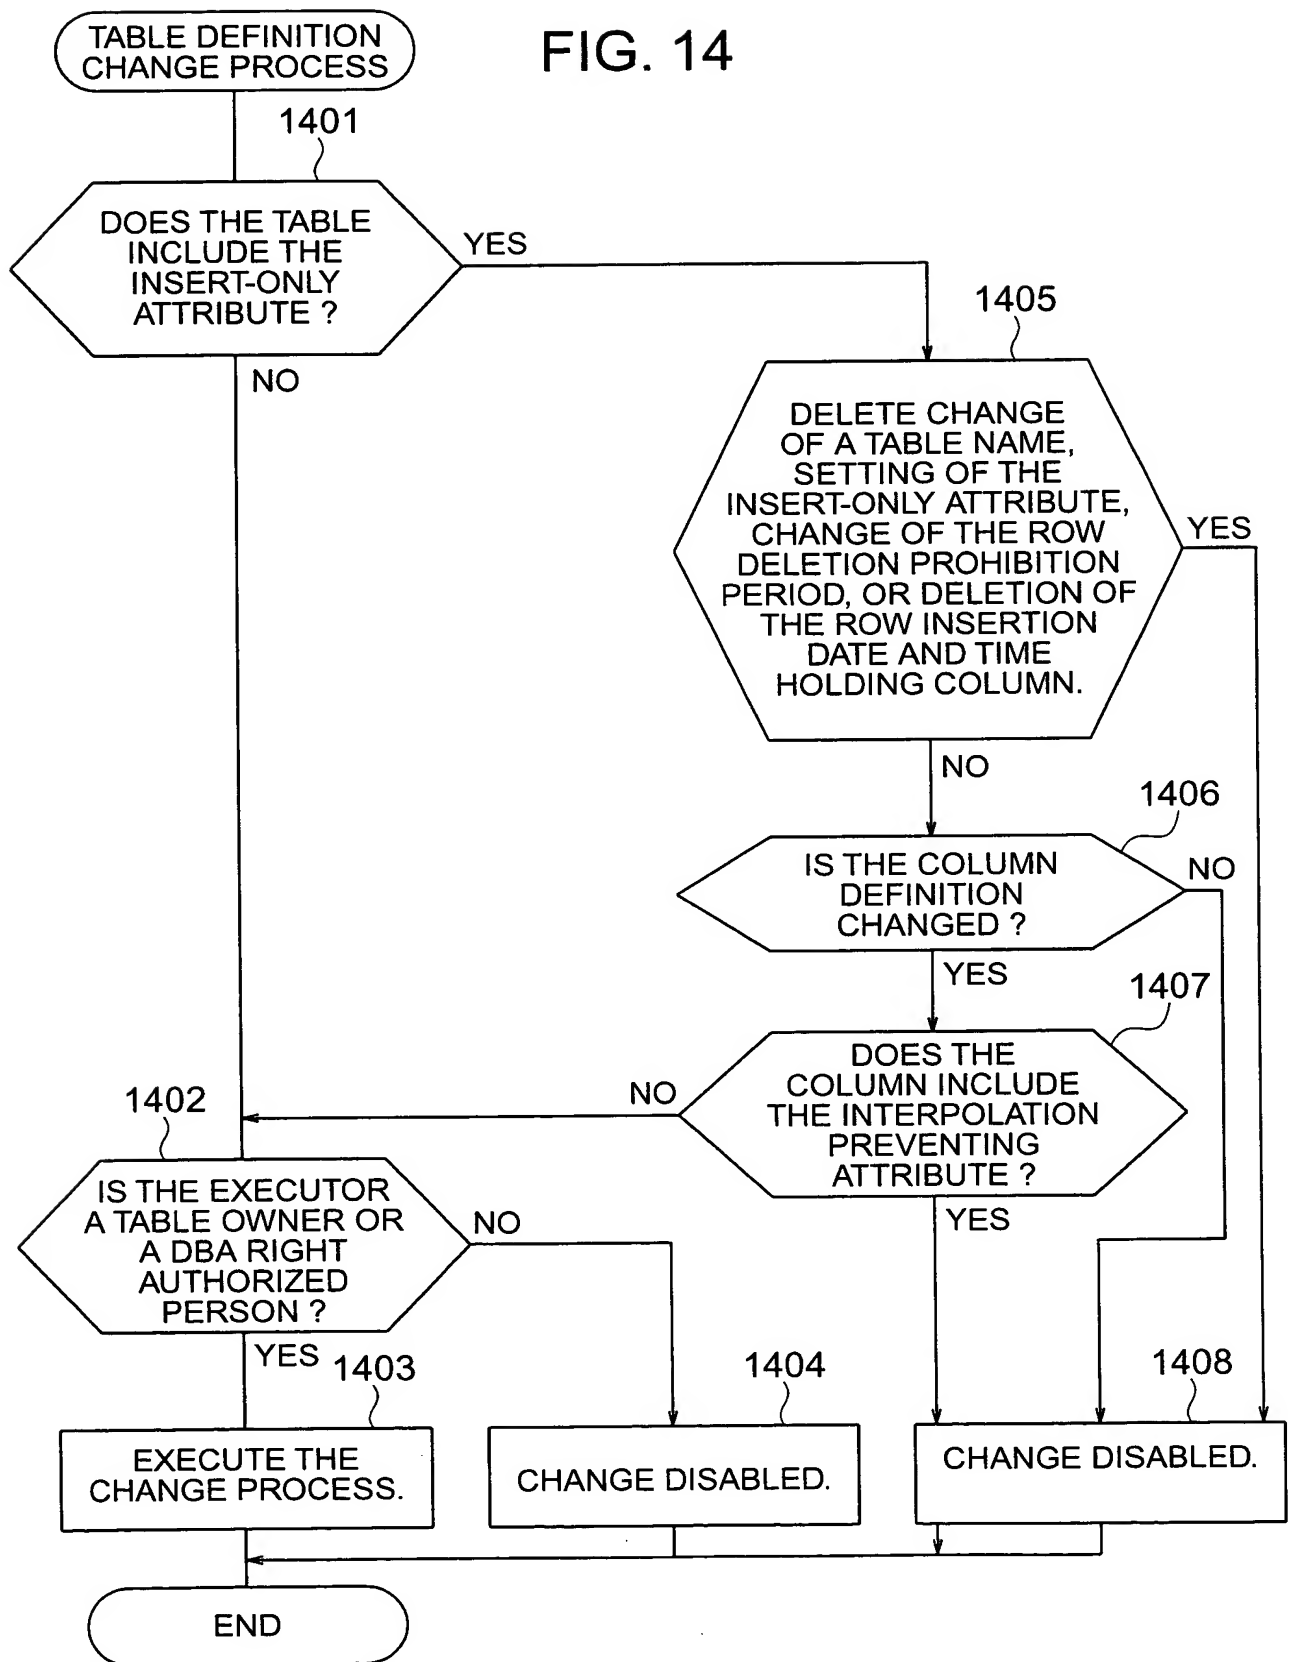 TABLE DEFINITION
CHANGE PROCESS
FIG. 14
1401
DOES THE TABLE
INCLUDE THE
INSERT-ONLY
ATTRIBUTE ?
YES
NO
1405
DELETE CHANGE
OF A TABLE NAME,
SETTING OF THE
INSERT-ONLY ATTRIBUTE,
CHANGE OF THE ROW
DELETION PROHIBITION
PERIOD, OR DELETION OF
THE ROW INSERTION
DATE AND TIME
HOLDING COLUMN.
YES
NO
1406
IS THE COLUMN
DEFINITION
CHANGED ?
NO
YES
1407
DOES THE
COLUMN INCLUDE
THE INTERPOLATION
PREVENTING
ATTRIBUTE ?
NO
YES
1402
IS THE EXECUTOR
A TABLE OWNER OR
A DBA RIGHT
AUTHORIZED
PERSON ?
NO
YES
1403
EXECUTE THE
CHANGE PROCESS.
1404
CHANGE DISABLED.
1408
CHANGE DISABLED.
END